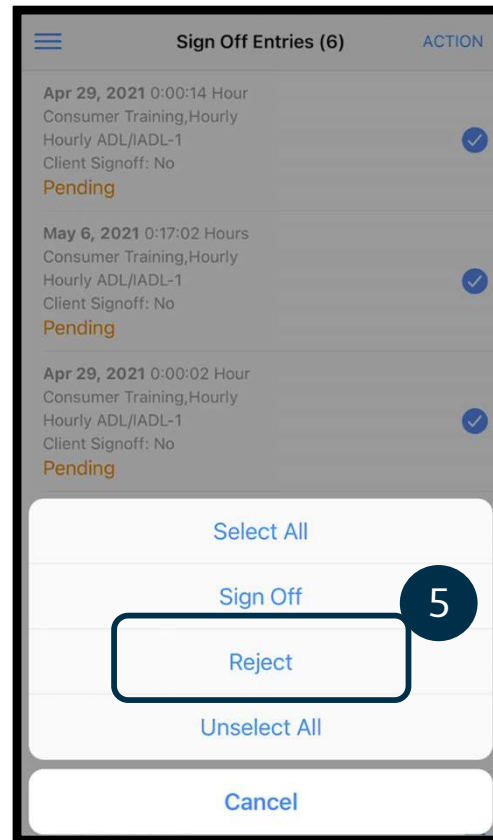 Sign Off Entries (6) ACTION
Apr 29, 2021 0:00:14 Hour
Consumer Training,Hourly
Hourly ADL/IADL-1
Client Signoff: No
Pending
May 6, 2021 0:17:02 Hours
Consumer Training,Hourly
Hourly ADL/IADL-1
Client Signoff: No
Pending
Apr 29, 2021 0:00:02 Hour
Consumer Training,Hourly
Hourly ADL/IADL-1
Client Signoff: No
Pending
Select All
Sign Off
5
Reject
Unselect All
Cancel